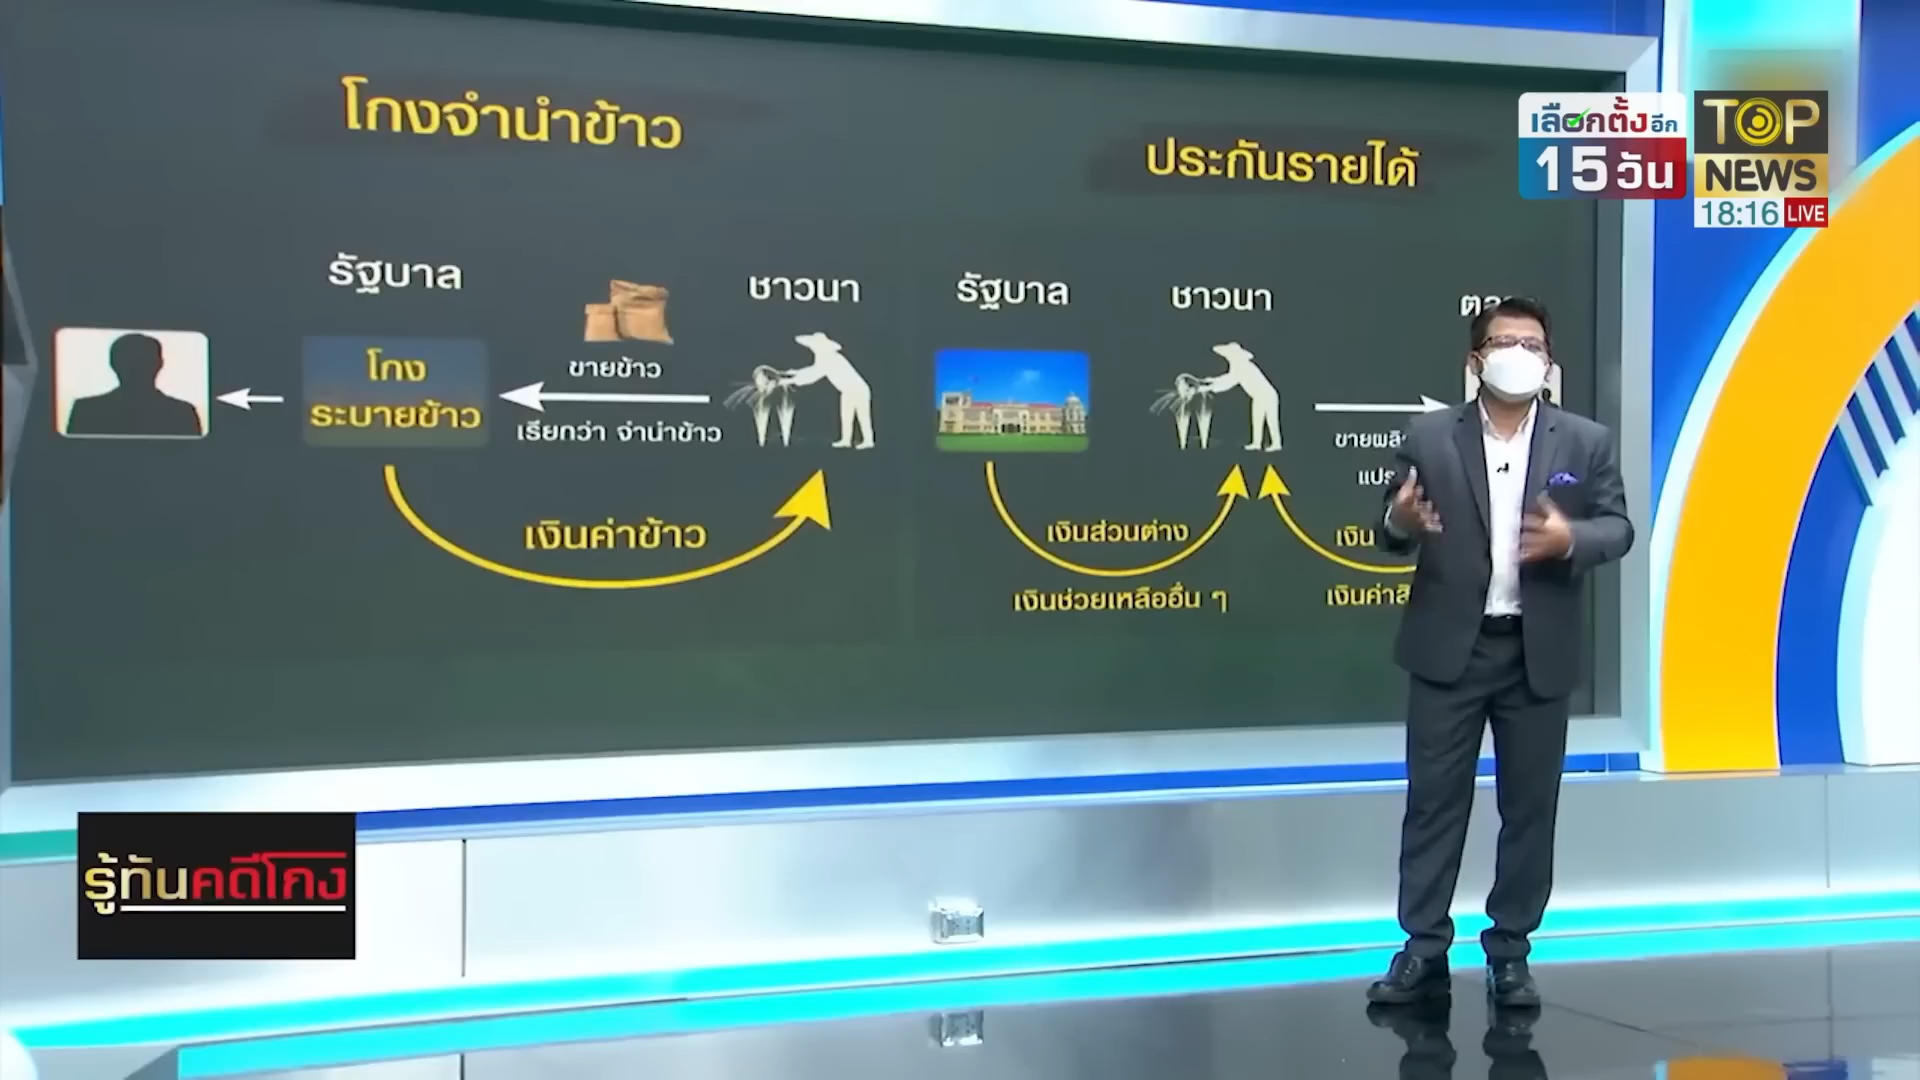 โกงจำนำข้าว
รัฐบาล
โกง
ระบายข้าว
ขายข้าว
เรียกว่า จำนำข้าว
ชาวนา
เงินค่าข้าว
ประกันรายได้
รัฐบาล
ชาวนา
เงินส่วนต่าง
เงินช่วยเหลืออื่น ๆ
เงิน
เลือกตั้งอีก
15 วัน
TOP
NEWS
18:16 LIVE
รู้ทันคดีโกง